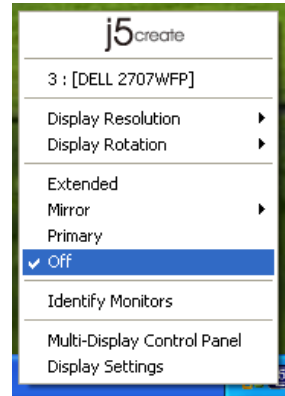 j5create
3 : [DELL 2707WFP]
Display Resolution
Display Rotation
Extended
Mirror
Primary
Off
Identify Monitors
Multi-Display Control Panel
Display Settings